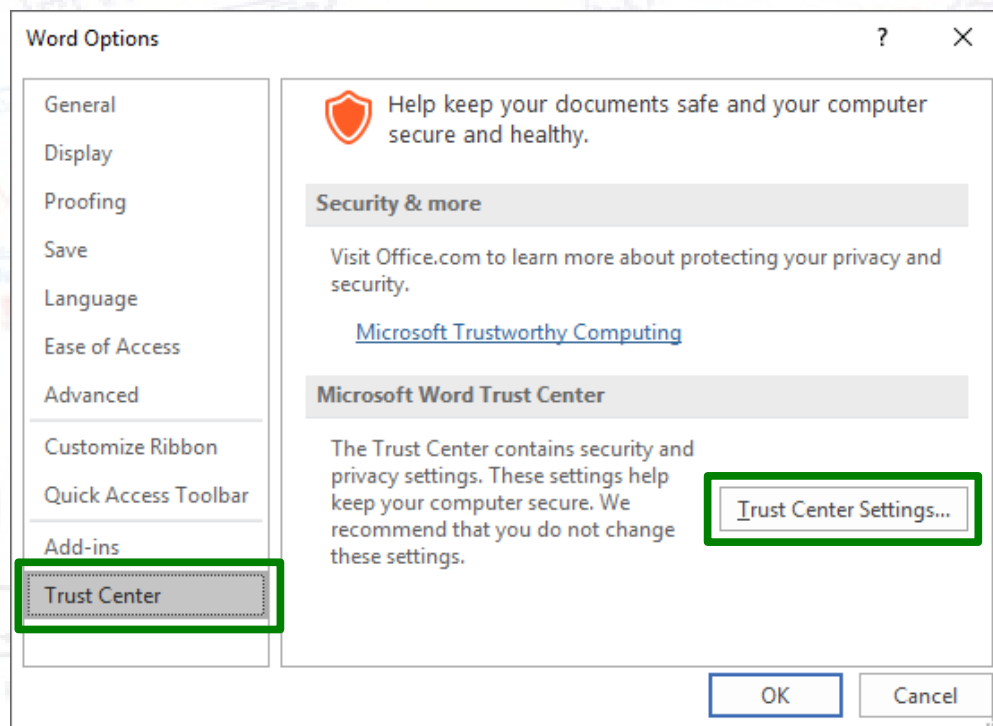 Word Options
?
General
Display
Proofing
Save
Language
Ease of Access
Advanced
Customize Ribbon
Quick Access Toolbar
Add-ins
Trust Center
Help keep your documents safe and your computer
secure and healthy.
Security & more
Visit Office.com to learn more about protecting your privacy and
security.
Microsoft Trustworthy Computing
Microsoft Word Trust Center
The Trust Center contains security and
privacy settings. These settings help
keep your computer secure. We
recommend that you do not change
these settings.
Trust Center Settings...
OK
Cancel